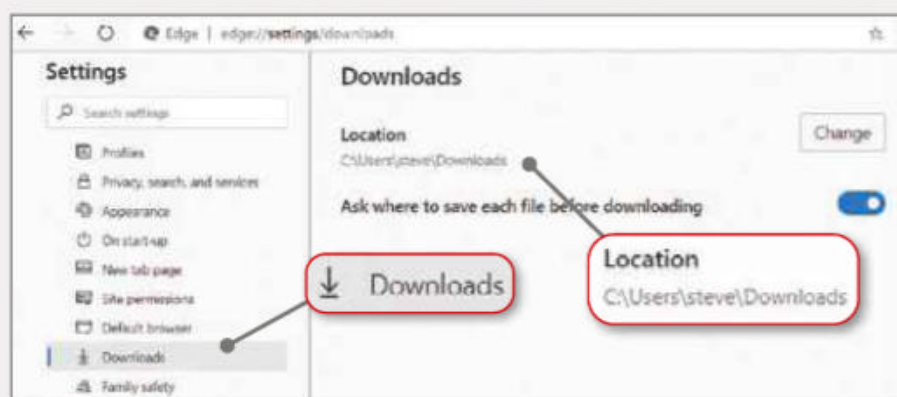 Edge | edge://settings/downloads
Settings
Search settings
Profiles
Privacy, search, and services
Appearance
On start-up
New tab page
Site permissions
Default browser
Downloads
Family safety
Downloads
Downloads
Location
C:\Users\steve\Downloads
Change
Ask where to save each file before downloading
Location
C:\Users\steve\Downloads